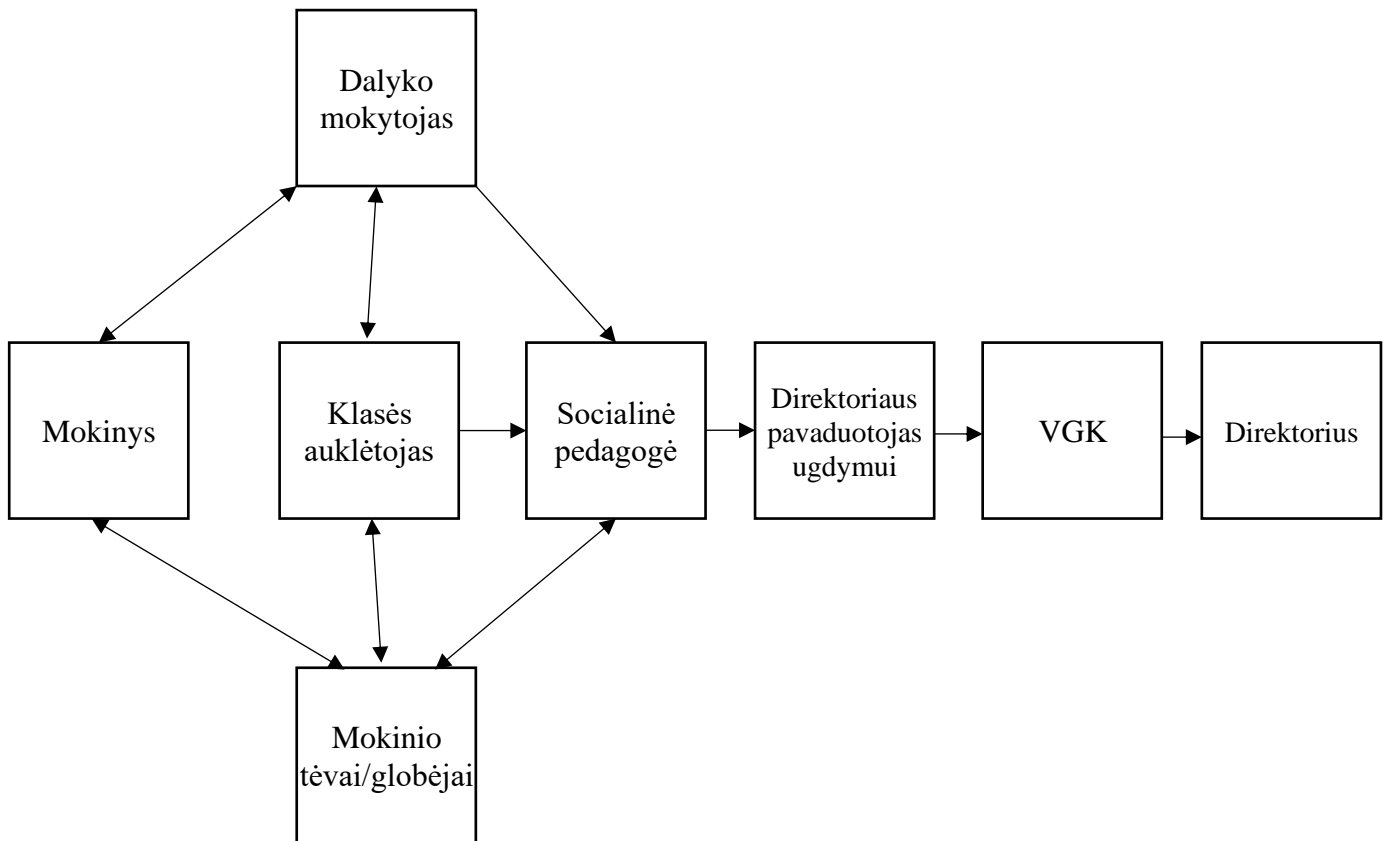 Dalyko
mokytojas
Mokinys
Klasės
auklėtojas
Socialinė
pedagogė
Direktoriaus
pavaduotojas
ugdymui
VGK
Direktorius
Mokinio
tėvai/globėjai